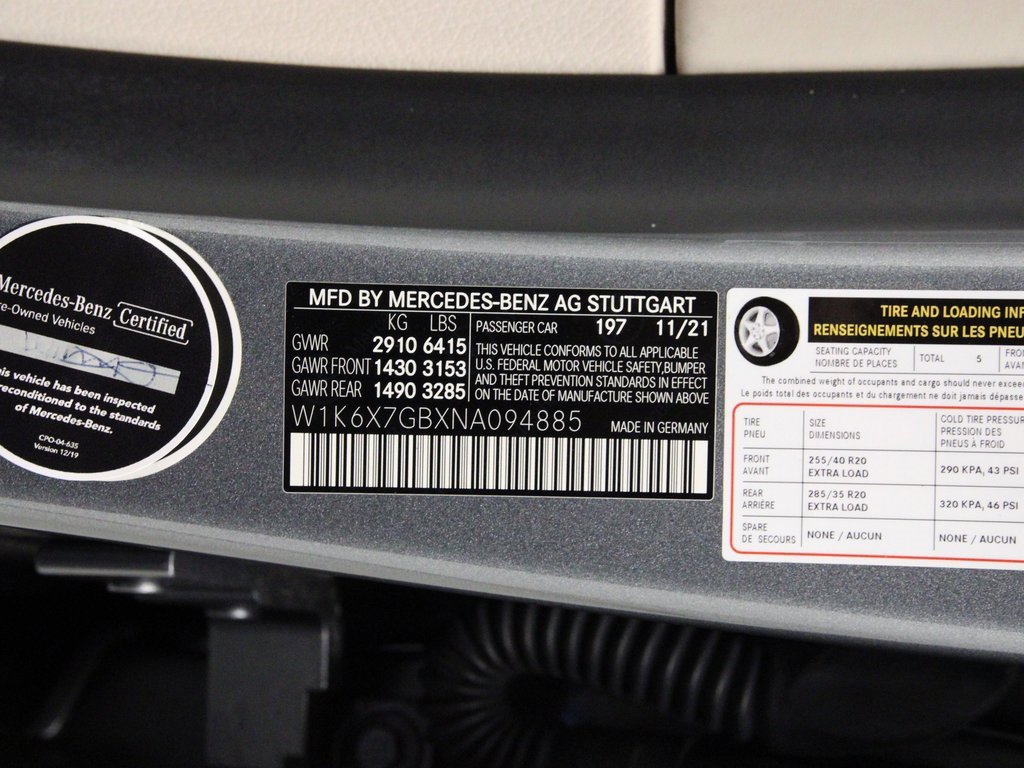 Mercedes-Benz
Certified
Pre-Owned Vehicles
This vehicle has been inspected
reconditioned to the standards
of Mercedes-Benz.
CPO-04-635
Version 12/19
MFD BY MERCEDES-BENZ AG STUTTGART
KG LBS
GVWR 2910 6415
GAWR FRONT 1430 3153
GAWR REAR 1490 3285
PASSENGER CAR 197 11/21
THIS VEHICLE CONFORMS TO ALL APPLICABLE
U.S. FEDERAL MOTOR VEHICLE SAFETY,BUMPER
AND THEFT PREVENTION STANDARDS IN EFFECT
ON THE DATE OF MANUFACTURE SHOWN ABOVE
W1K6X7GBXNA094885 MADE IN GERMANY
TIRE AND LOADING INF
RENSEIGNEMENTS SUR LES PNEU
SEATING CAPACITY
NOMBRE DE PLACES
TOTAL 5
FRON
AVAN
The combined weight of occupants and cargo should never exceed
Le poids total des occupants et du chargement ne doit jamais dépasse
TIRE
PNEU
SIZE
DIMENSIONS
COLD TIRE PRESSUR
PRESSION DES
PNEUS À FROID
FRONT
AVANT
255/40 R20
EXTRA LOAD
290 KPA, 43 PSI
REAR
ARRIÈRE
285/35 R20
EXTRA LOAD
320 KPA, 46 PSI
SPARE
DE SECOURS
NONE / AUCUN
NONE / AUCUN